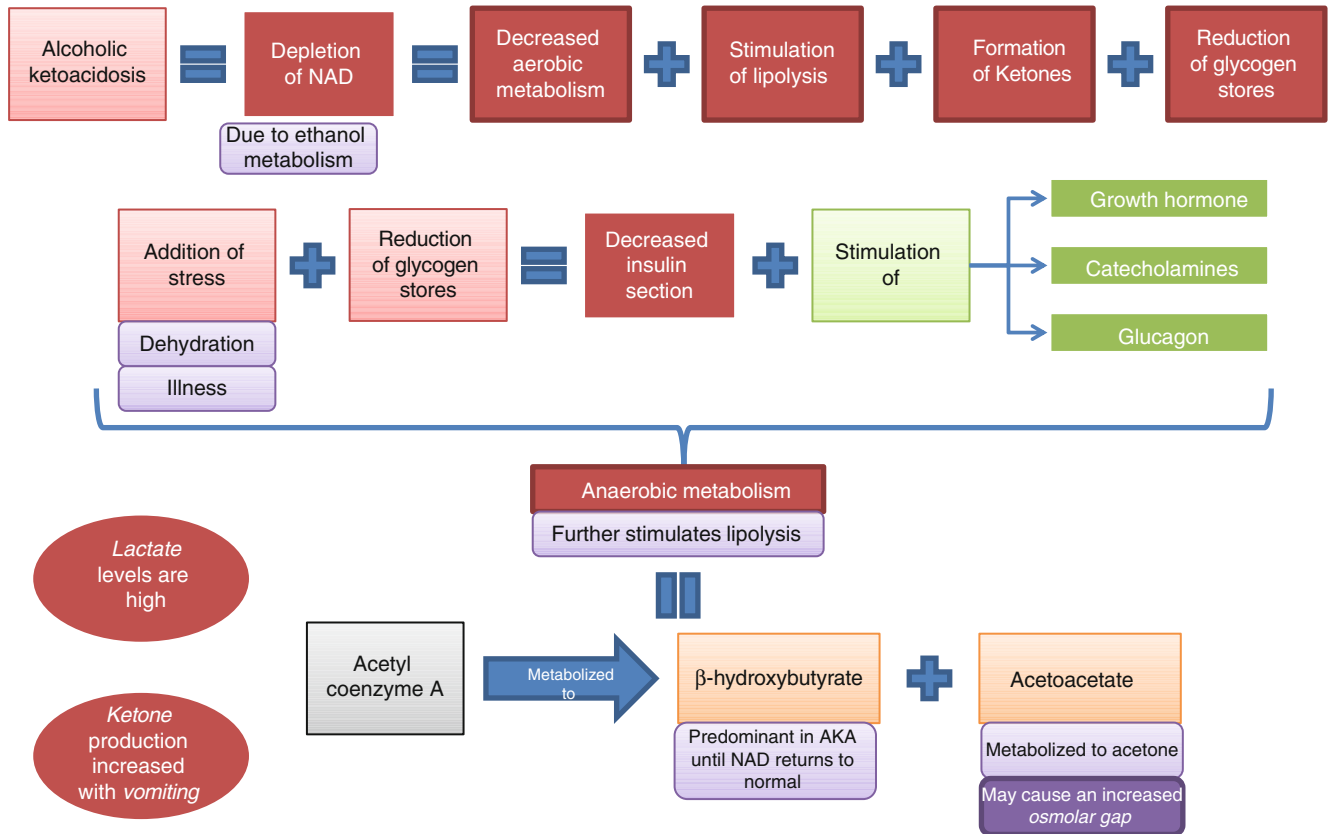 Alcoholic
ketoacidosis
Depletion
of NAD
Due to ethanol
metabolism
Decreased
aerobic
metabolism
Stimulation
of lipolysis
Formation
of Ketones
Reduction
of glycogen
stores
Addition of
stress
Dehydration
Illness
Reduction
of glycogen
stores
Decreased
insulin
section
Stimulation
of
Growth hormone
Catecholamines
Glucagon
Anaerobic metabolism
Further stimulates lipolysis
Lactate
levels are
high
Ketone
production
increased
with vomiting
Acetyl
coenzyme A
Metabolized
to
β-hydroxybutyrate
Predominant in AKA
until NAD returns to
normal
Acetoacetate
Metabolized to acetone
May cause an increased
osmolar gap